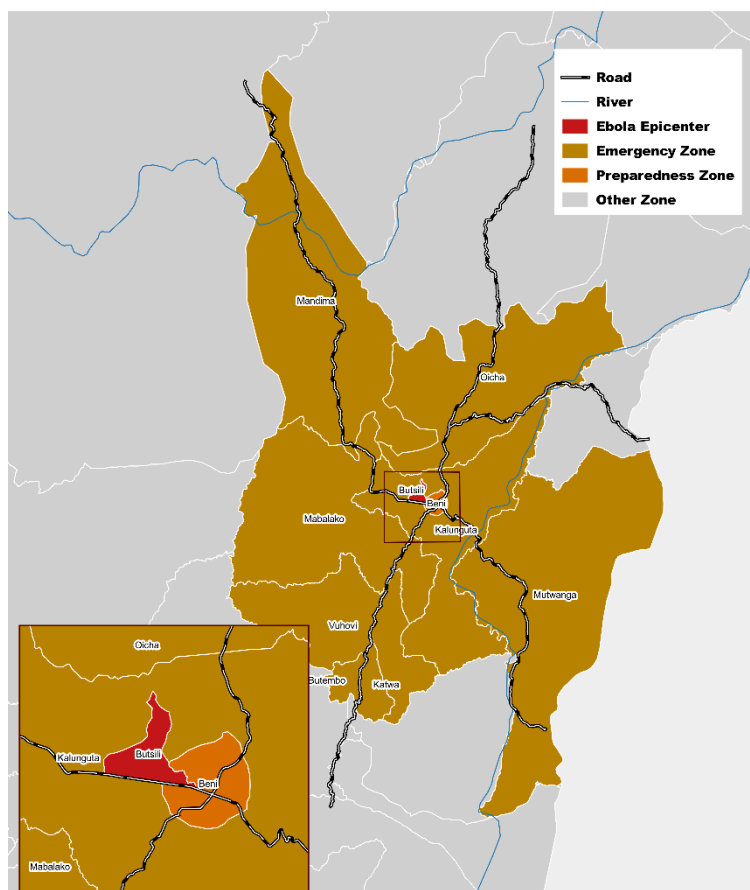 Road
River
Ebola Epicenter
Emergency Zone
Preparedness Zone
Other Zone
Mandima
Oicha
Butsili
Beni
Mabalako
Kalunguta
Mutwanga
Vuhovi
Butembo
Katwa
Oicha
Butsili
Kalunguta
Beni
Mabalako